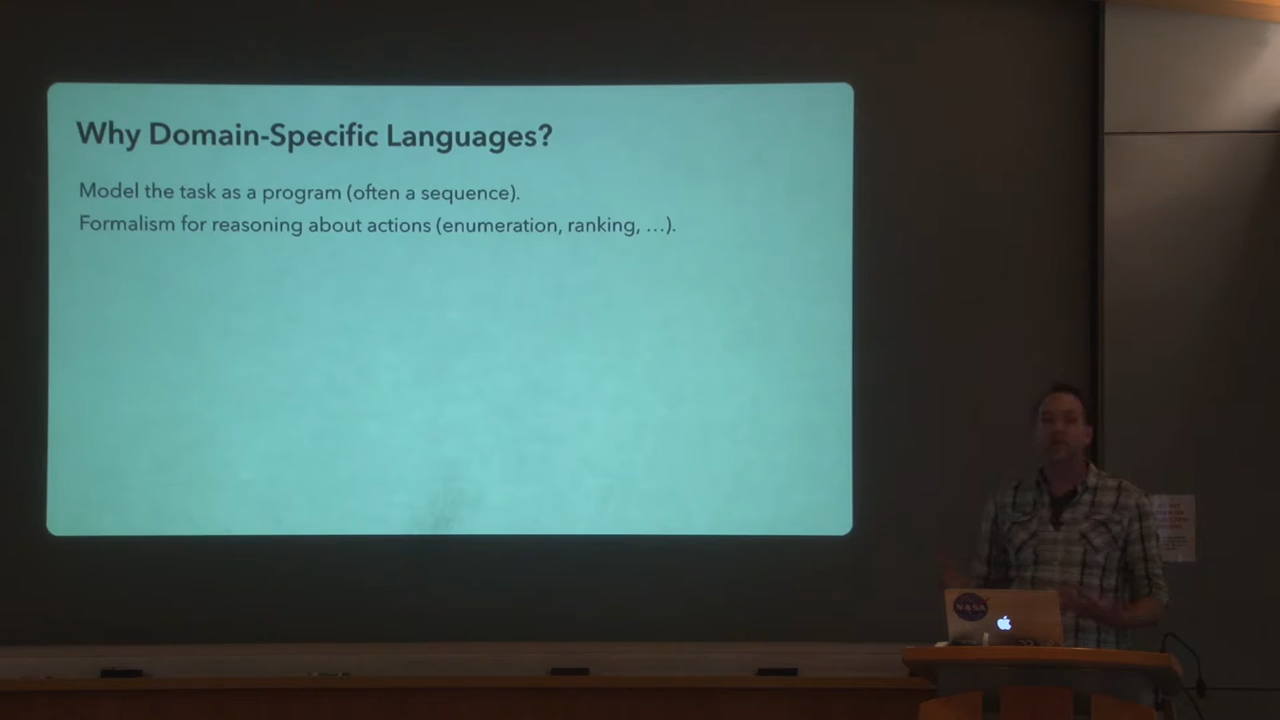 Why Domain-Specific Languages?
Model the task as a program (often a sequence).
Formalism for reasoning about actions (enumeration, ranking, …).
NASA